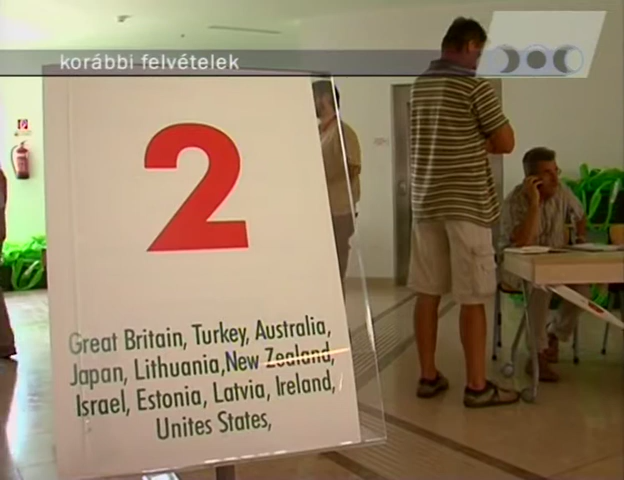 korábbi felvételek
2
Great Britain, Turkey, Australia,
Japan, Lithuania,New Zealand,
Israel, Estonia, Latvia, Ireland,
Unites States,